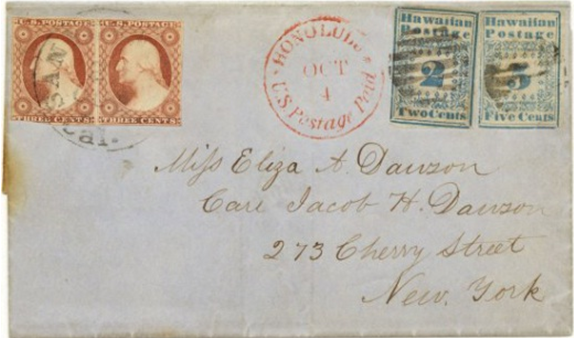 U.S. POSTAGE U.S. POSTAGE
THREE CENTS THREE CENTS
SAN
Cal.
HONOLULU
OCT
4
U.S. Postage Paid
Hawaiian
Postage
2
Two Cents
Hawaiian
Postage
5
Five Cents
Miss Eliza A. Dawson
Care Jacob H. Dawson
273 Cherry Street
New York